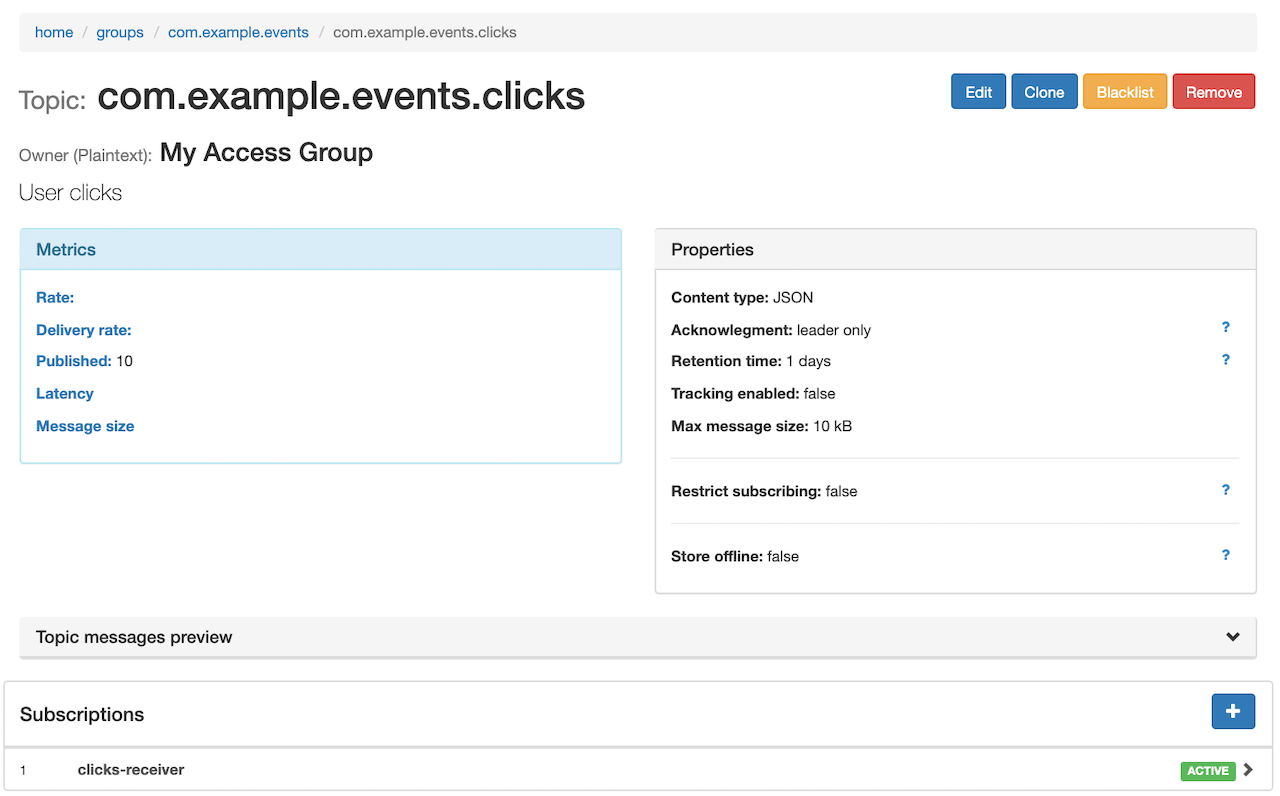 home / groups / com.example.events / com.example.events.clicks
Topic: com.example.events.clicks
Edit Clone Blacklist Remove
Owner (Plaintext): My Access Group
User clicks
Metrics
Rate:
Delivery rate:
Published: 10
Latency
Message size
Properties
Content type: JSON
Acknowlegment: leader only ?
Retention time: 1 days ?
Tracking enabled: false
Max message size: 10 kB
Restrict subscribing: false ?
Store offline: false ?
Topic messages preview
Subscriptions +
1 clicks-receiver ACTIVE